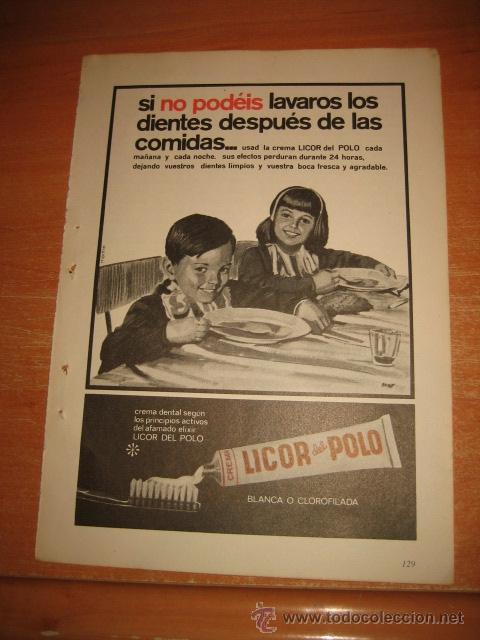 si no podéis lavaros los
dientes después de las
comidas... usad la crema LICOR del POLO cada
mañana y cada noche. sus efectos perduran durante 24 horas,
dejando vuestros dientes limpios y vuestra boca fresca y agradable.
crema dental según
los principios activos
del afamado elixir
LICOR DEL POLO
CREMA
LICOR del POLO
BLANCA O CLOROFILADA
129
todocoleccion
www.todocoleccion.net